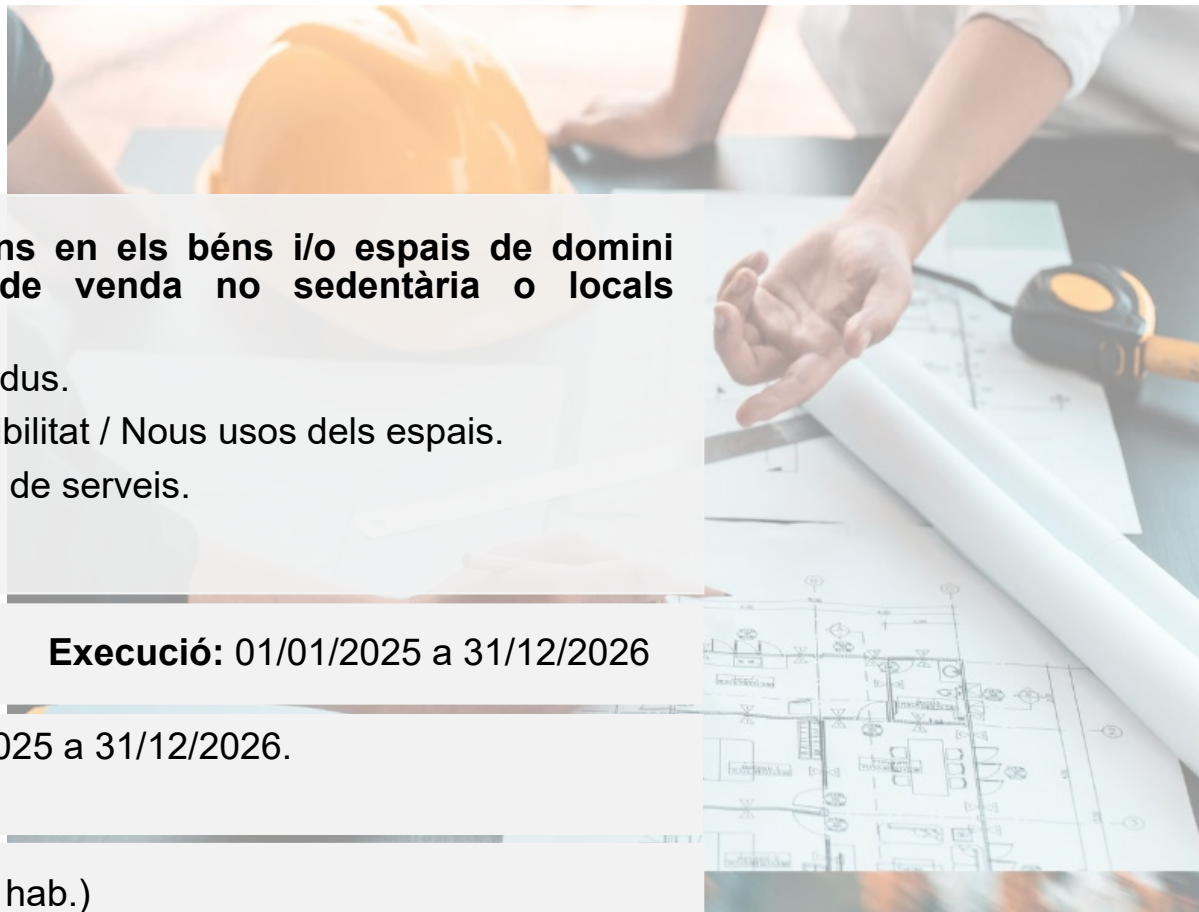 ns en els béns i/o espais de domini
de venda no sedentària o locals
dus.
bilitat / Nous usos dels espais.
de serveis.
Execució: 01/01/2025 a 31/12/2026
025 a 31/12/2026.
hab.)